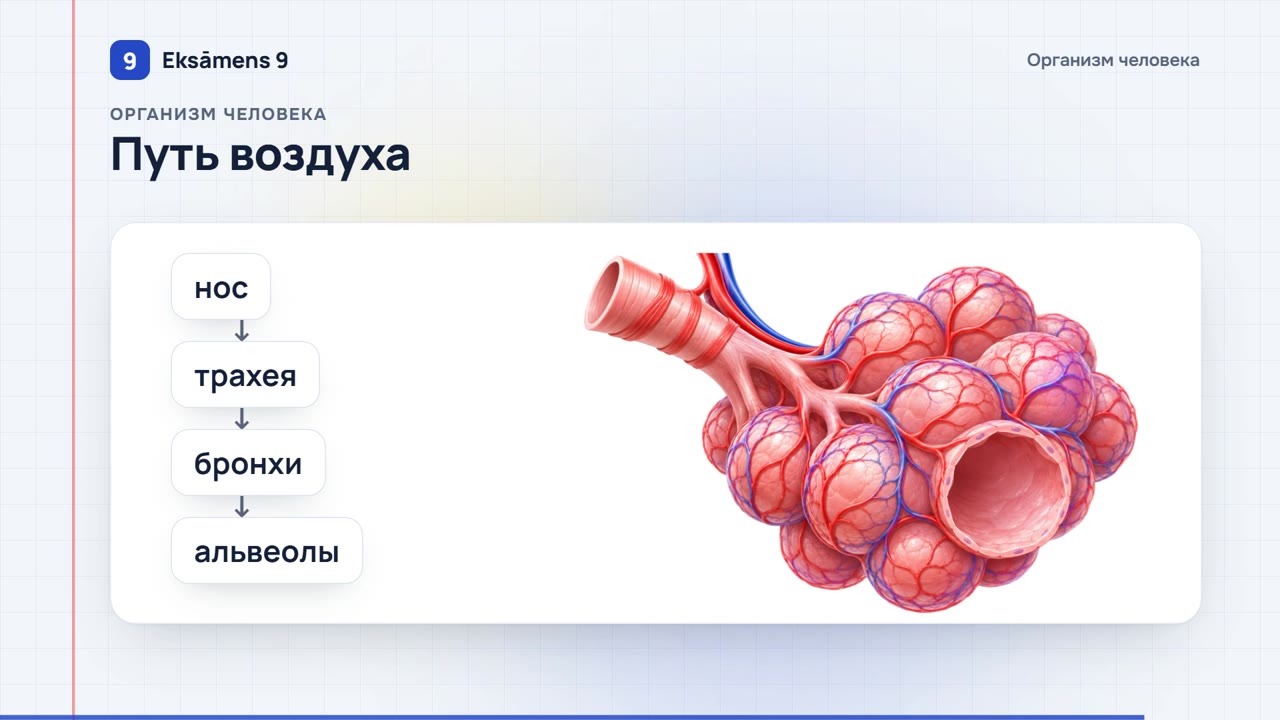 9 Eksāmens 9
Организм человека
ОРГАНИЗМ ЧЕЛОВЕКА
Путь воздуха
нос
↓
трахея
↓
бронхи
↓
альвеолы